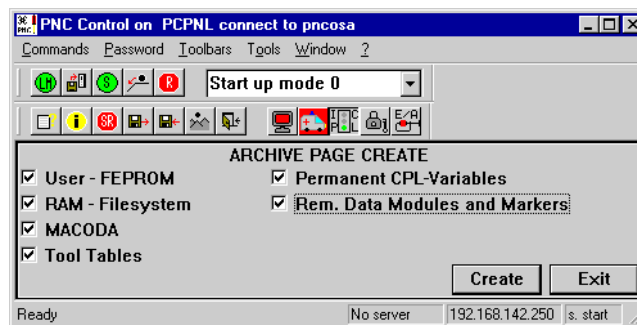 PNC Control on PCPNL connect to pncosa
Commands Password Toolbars Tools Window ?
LM S R Start up mode 0
i SR I P L C L E/A
ARCHIVE PAGE CREATE
User - FEPROM Permanent CPL-Variables
RAM - Filesystem Rem. Data Modules and Markers
MACODA
Tool Tables
Create Exit
Ready No server 192.168.142.250 s. start